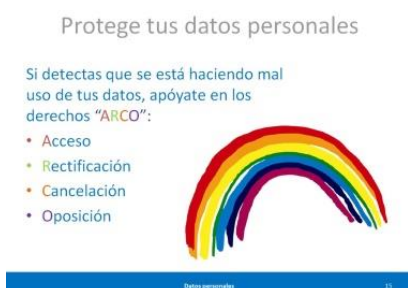 Protege tus datos personales
Si detectas que se está haciendo mal
uso de tus datos, apóyate en los
derechos “ARCO”:
• Acceso
• Rectificación
• Cancelación
• Oposición
Datos personales
15